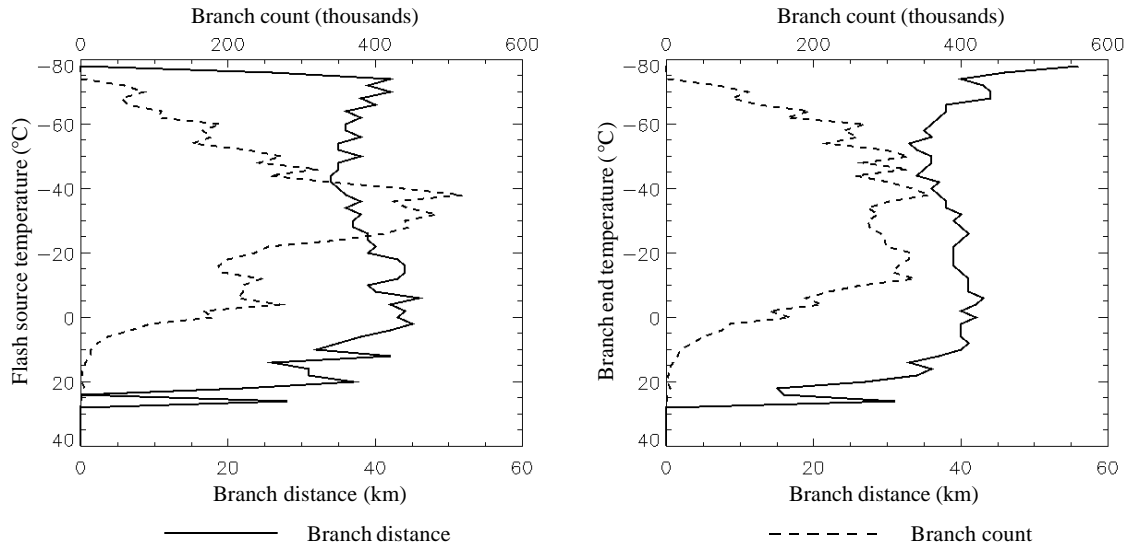 Branch count (thousands)
0 200 400 600
−80
−60
−40
−20
0
20
40
Flash source temperature (°C)
0 20 40 60
Branch distance (km)
Branch count (thousands)
0 200 400 600
−80
−60
−40
−20
0
20
40
Branch end temperature (°C)
0 20 40 60
Branch distance (km)
Branch distance
Branch count